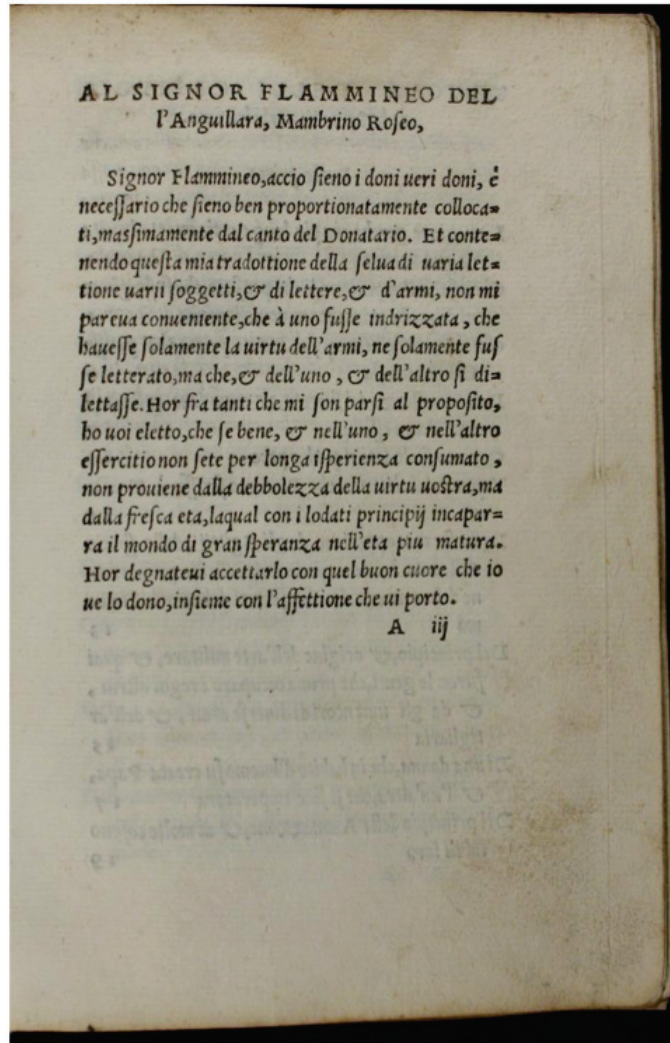 AL SIGNOR FLAMMINEO DEL
l'Anguillara, Mambrino Roseo,
Signor Flammineo, accio ſieno i doni ueri doni, é
neceſſario che ſieno ben proportionatamente colloca=
ti, maſſimamente dal canto del Donatario. Et conte=
nendo queſta mia tradottione della ſelua di uaria let=
tione uarii ſoggetti, & di lettere, & d'armi, non mi
pareua conueniente, che à uno fuſſe indrizzata, che
haueſſe ſolamente la uirtu dell'armi, ne ſolamente fuſ
ſe letterato, ma che, & dell'uno, & dell'altro ſi di=
lettaſſe. Hor fra tanti che mi ſon parſi al propoſito,
ho uoi eletto, che ſe bene, & nell'uno, & nell'altro
eſſercitio non ſete per longa iſperienza conſumato,
non prouiene dalla debbolezza della uirtu uoſtra, ma
dalla freſca eta, laqual con i lodati principij incapar=
ra il mondo di gran ſperanza nell'eta piu matura.
Hor degnateui accettarlo con quel buon cuore che io
ue lo dono, inſieme con l'affettione che ui porto.
A iij